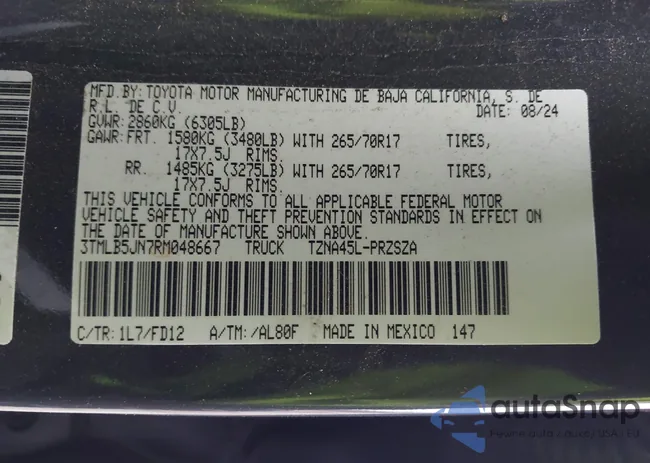 MFD.BY:TOYOTA MOTOR MANUFACTURING DE BAJA CALIFORNIA, S. DE
R.L. DE C.V. DATE: 08/24
GVWR:2860KG (6305LB)
GAWR:FRT. 1580KG (3480LB) WITH 265/70R17 TIRES,
17X7.5J RIMS.
RR. 1485KG (3275LB) WITH 265/70R17 TIRES,
17X7.5J RIMS.
THIS VEHICLE CONFORMS TO ALL APPLICABLE FEDERAL MOTOR
VEHICLE SAFETY AND THEFT PREVENTION STANDARDS IN EFFECT ON
THE DATE OF MANUFACTURE SHOWN ABOVE.
3TMLB5JN7RM048667 TRUCK TZNA45L-PRZSZA
C/TR:1L7/FD12 A/TM:/AL80F MADE IN MEXICO 147
autoSnap